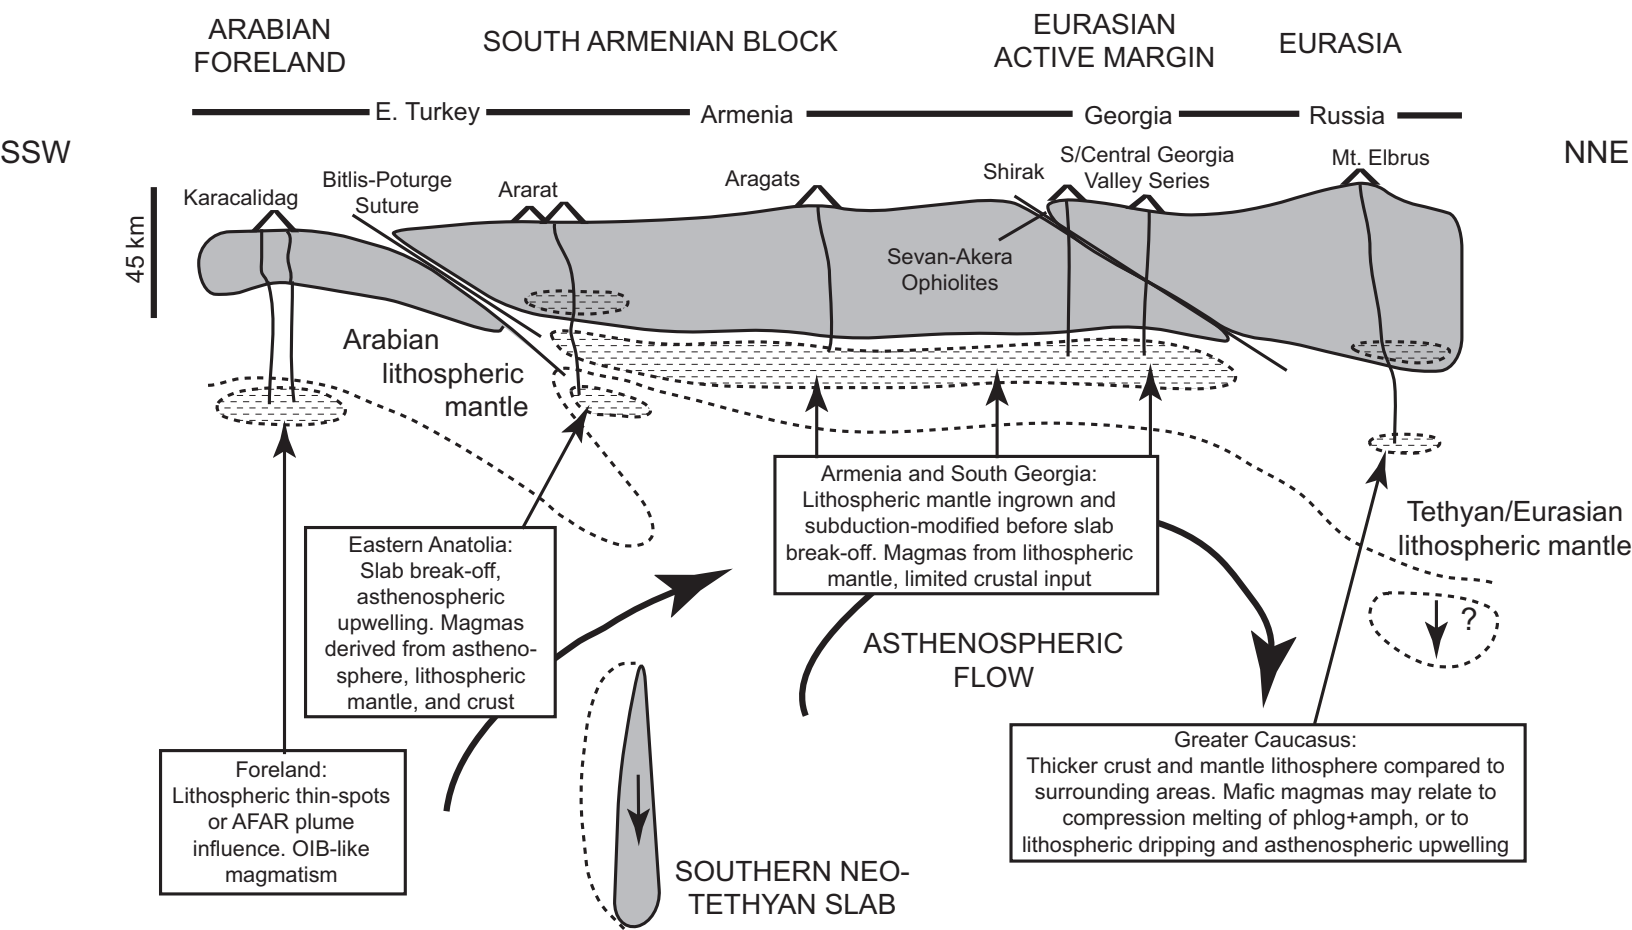 ARABIAN
FORELAND
SOUTH ARMENIAN BLOCK
EURASIAN
ACTIVE MARGIN
EURASIA
E. Turkey
Armenia
Georgia
Russia
SSW
NNE
45 km
Karacalidag
Bitlis-Poturge
Suture
Ararat
Aragats
Shirak
S/Central Georgia
Valley Series
Mt. Elbrus
Sevan-Akera
Ophiolites
Arabian
lithospheric
mantle
Armenia and South Georgia:
Lithospheric mantle ingrown and
subduction-modified before slab
break-off. Magmas from lithospheric
mantle, limited crustal input
Tethyan/Eurasian
lithospheric mantle
?
Eastern Anatolia:
Slab break-off,
asthenospheric
upwelling. Magmas
derived from astheno-
sphere, lithospheric
mantle, and crust
ASTHENOSPHERIC
FLOW
Foreland:
Lithospheric thin-spots
or AFAR plume
influence. OIB-like
magmatism
Greater Caucasus:
Thicker crust and mantle lithosphere compared to
surrounding areas. Mafic magmas may relate to
compression melting of phlog+amph, or to
lithospheric dripping and asthenospheric upwelling
SOUTHERN NEO-
TETHYAN SLAB